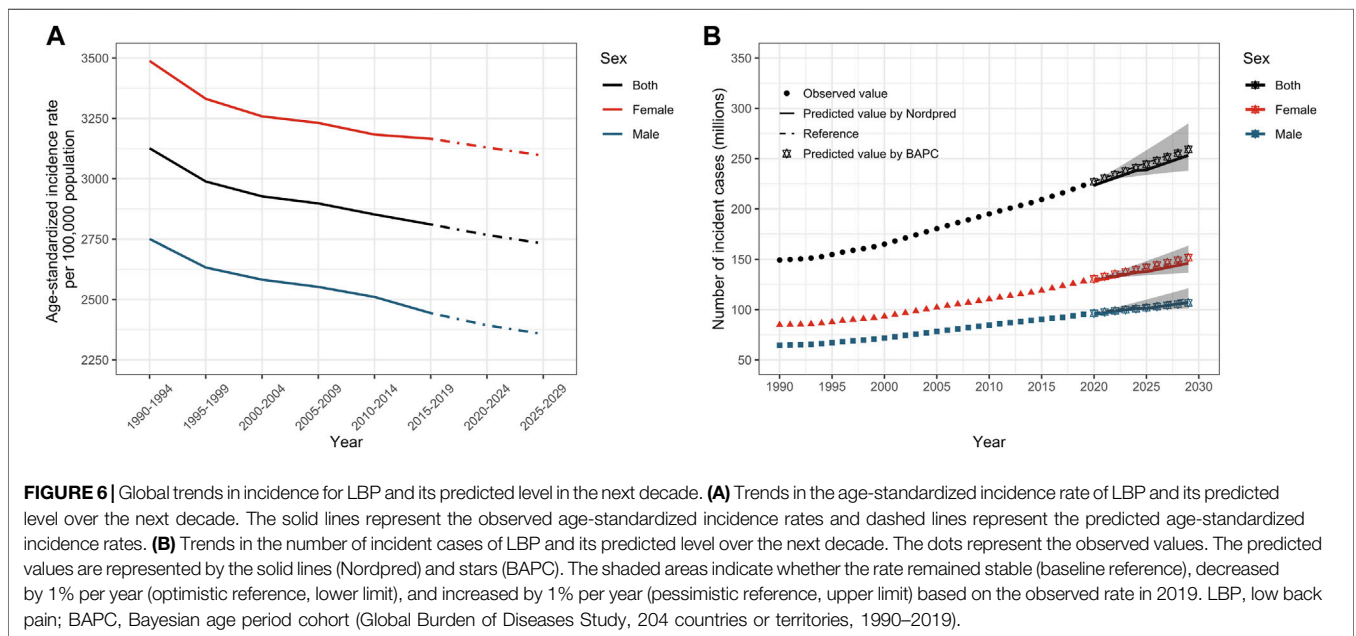 A
Age-standardized incidence rate
per 100,000 population
3500
3250
3000
2750
2500
2250
1990-1994
1995-1999
2000-2004
2005-2009
2010-2014
2015-2019
2020-2024
2025-2029
Year
Sex
Both
Female
Male
B
Number of incident cases (millions)
350
300
250
200
150
100
50
Observed value
Predicted value by Nordpred
Reference
Predicted value by BAPC
1990
1995
2000
2005
2010
2015
2020
2025
2030
Year
Sex
Both
Female
Male
FIGURE 6 | Global trends in incidence for LBP and its predicted level in the next decade. (A) Trends in the age-standardized incidence rate of LBP and its predicted
level over the next decade. The solid lines represent the observed age-standardized incidence rates and dashed lines represent the predicted age-standardized
incidence rates. (B) Trends in the number of incident cases of LBP and its predicted level over the next decade. The dots represent the observed values. The predicted
values are represented by the solid lines (Nordpred) and stars (BAPC). The shaded areas indicate whether the rate remained stable (baseline reference), decreased
by 1% per year (optimistic reference, lower limit), and increased by 1% per year (pessimistic reference, upper limit) based on the observed rate in 2019. LBP, low back
pain; BAPC, Bayesian age period cohort (Global Burden of Diseases Study, 204 countries or territories, 1990–2019).